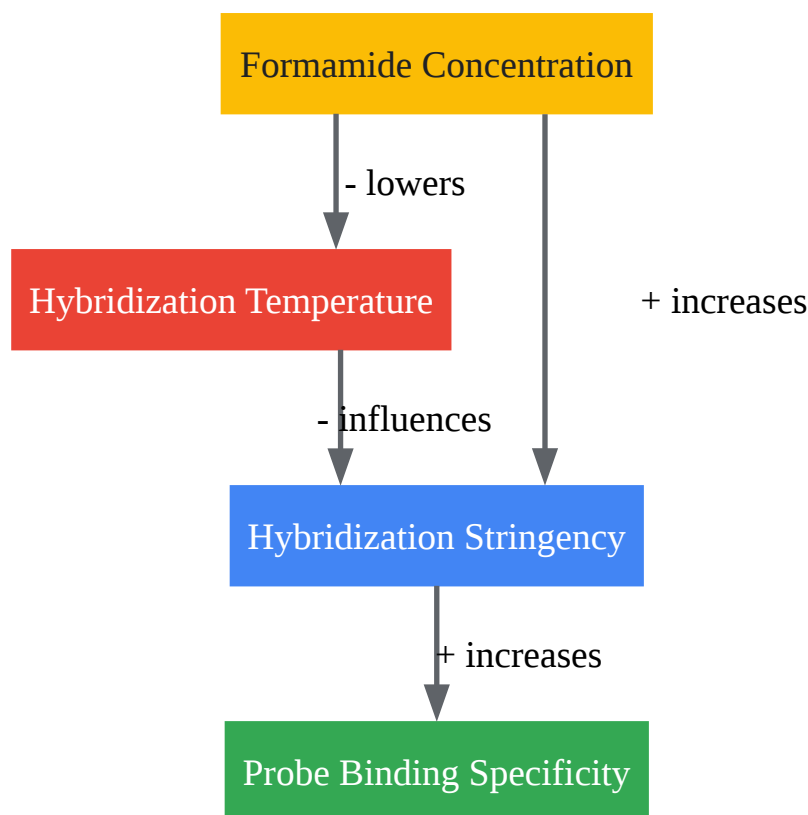 Formamide Concentration
- lowers
Hybridization Temperature
+ increases
- influences
Hybridization Stringency
+ increases
Probe Binding Specificity